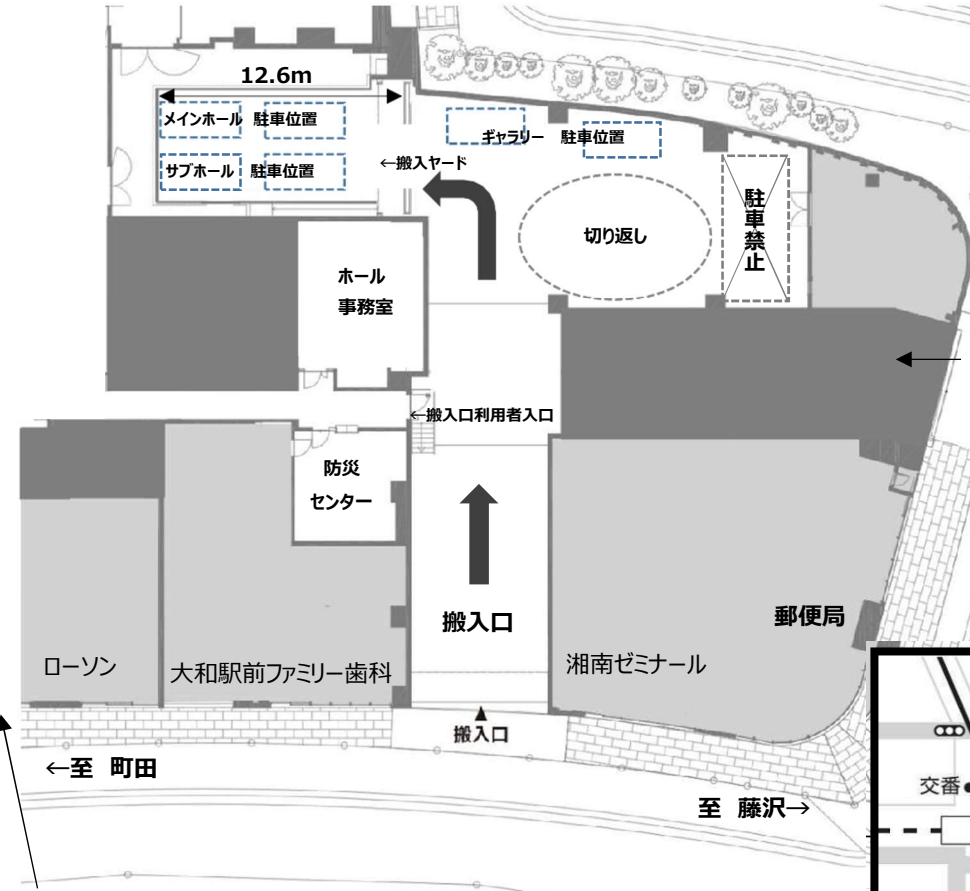 12.6m
メインホール 駐車位置
ギャラリー 駐車位置
サブホール 駐車位置
←搬入ヤード
駐車禁止
切り返し
ホール
事務室
←搬入口利用者入口
防災
センター
搬入口
郵便局
ローソン
大和駅前ファミリー歯科
湘南ゼミナール
搬入口
←至 町田
至 藤沢→
交番